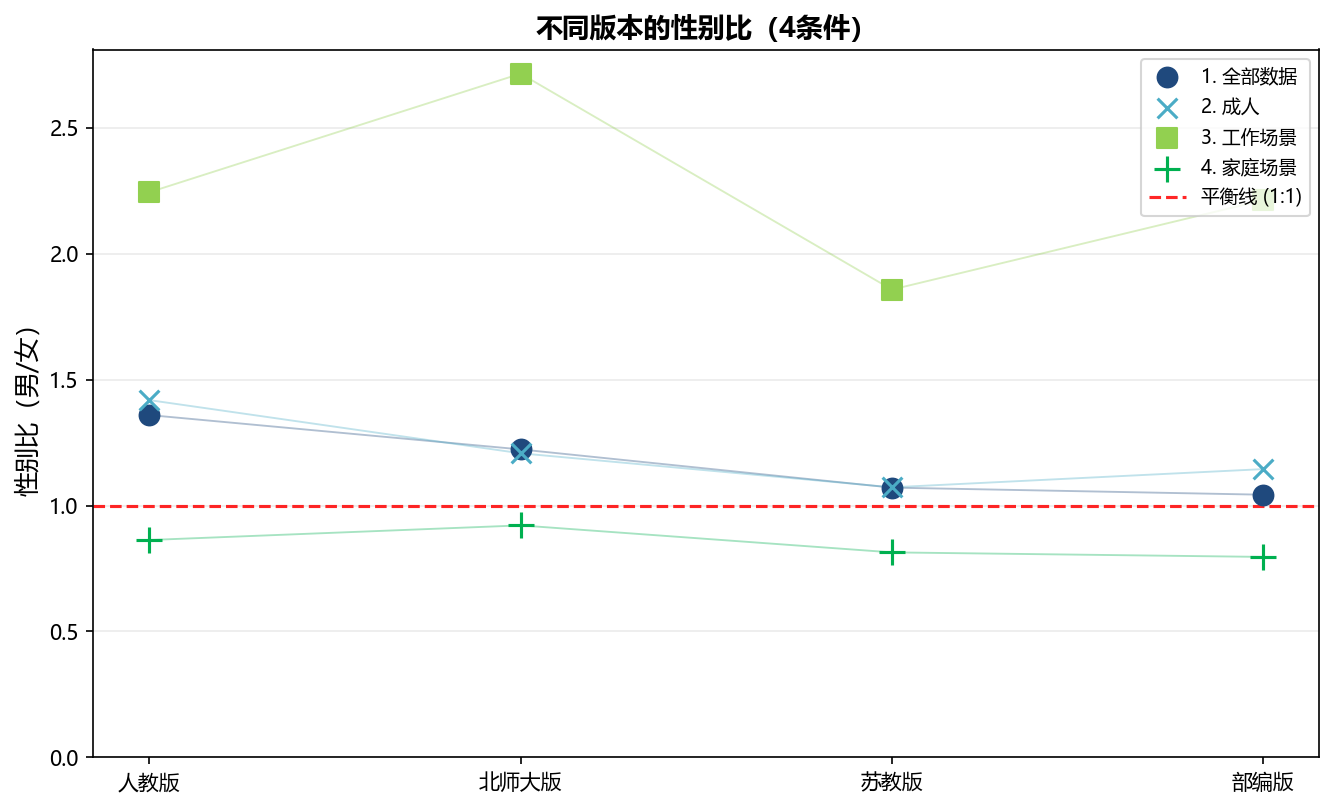 不同版本的性别比（4条件）
1. 全部数据
2. 成人
3. 工作场景
4. 家庭场景
平衡线 (1:1)
性别比（男/女）
2.5
2.0
1.5
1.0
0.5
0.0
人教版
北师大版
苏教版
部编版